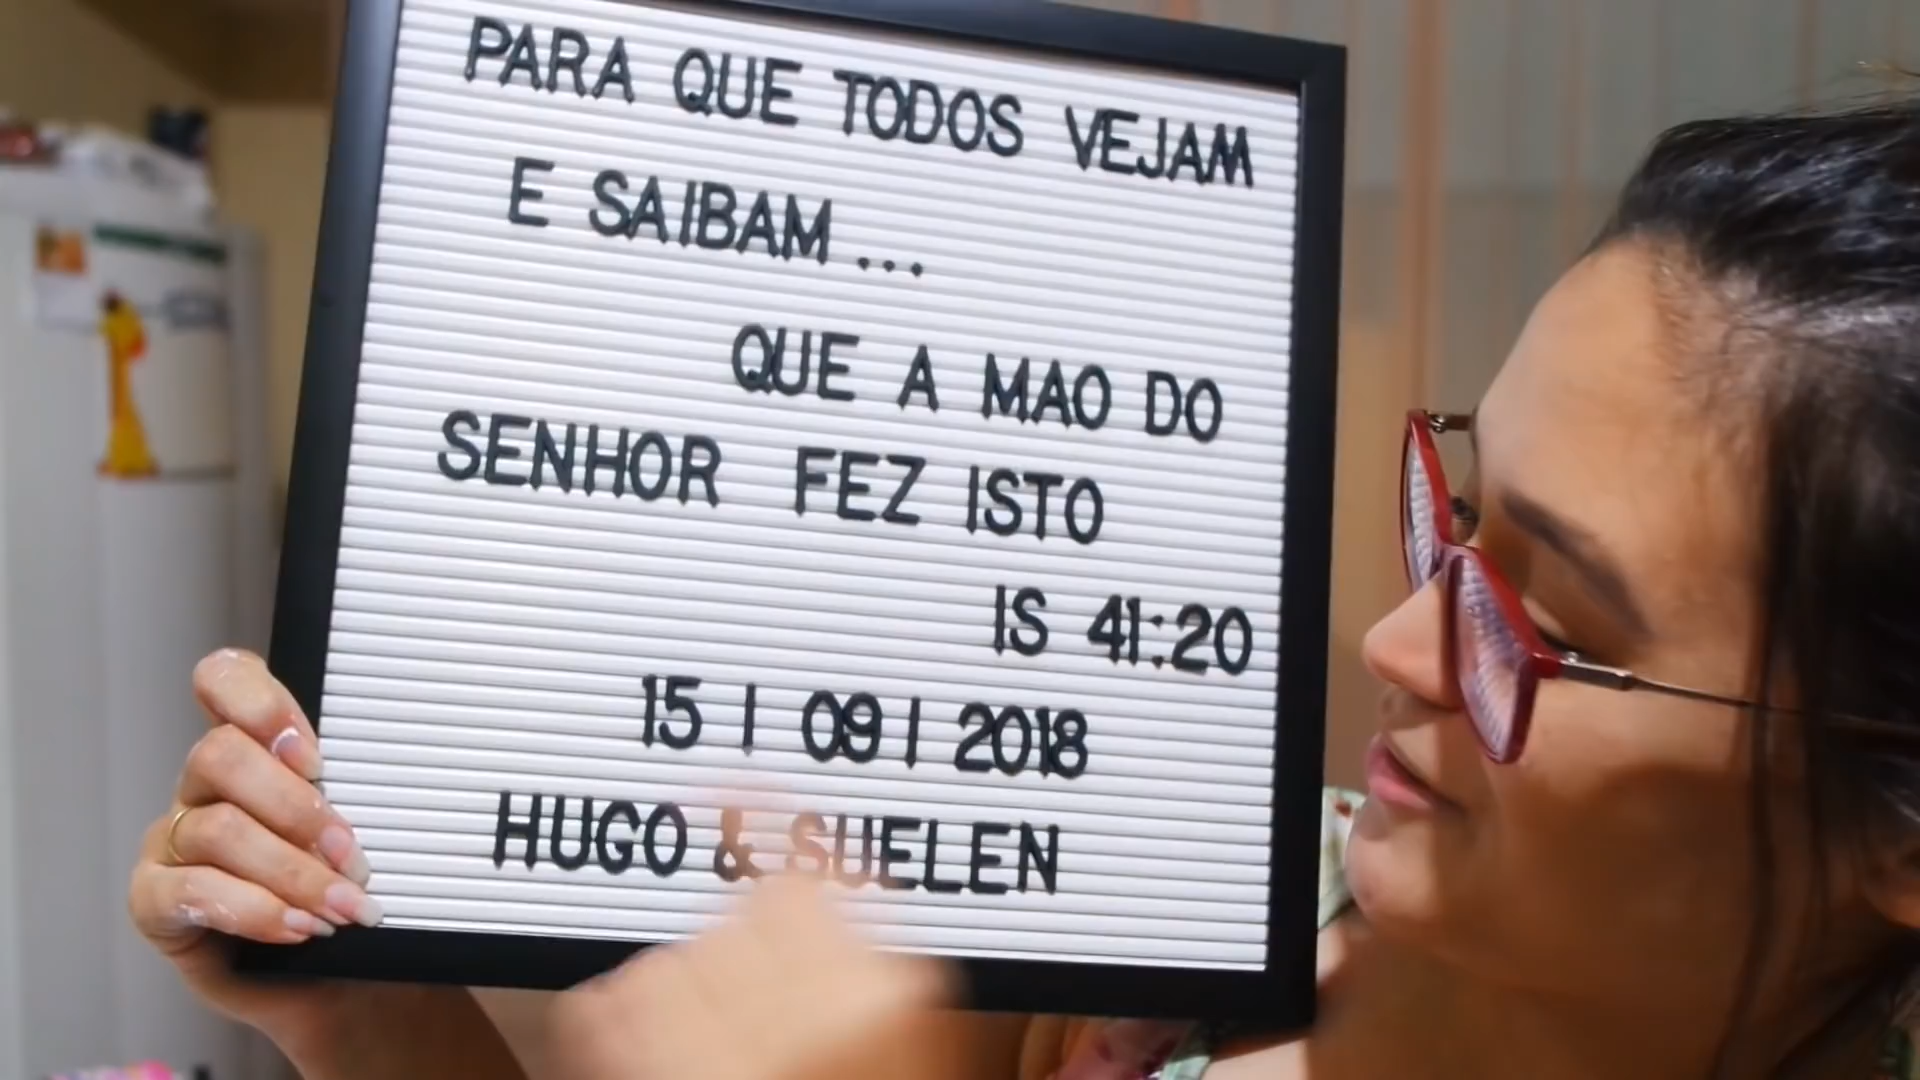 PARA QUE TODOS VEJAM
E SAIBAM...
QUE A MAO DO
SENHOR FEZ ISTO
IS 41:20
15 | 09 | 2018
HUGO & SUELEN